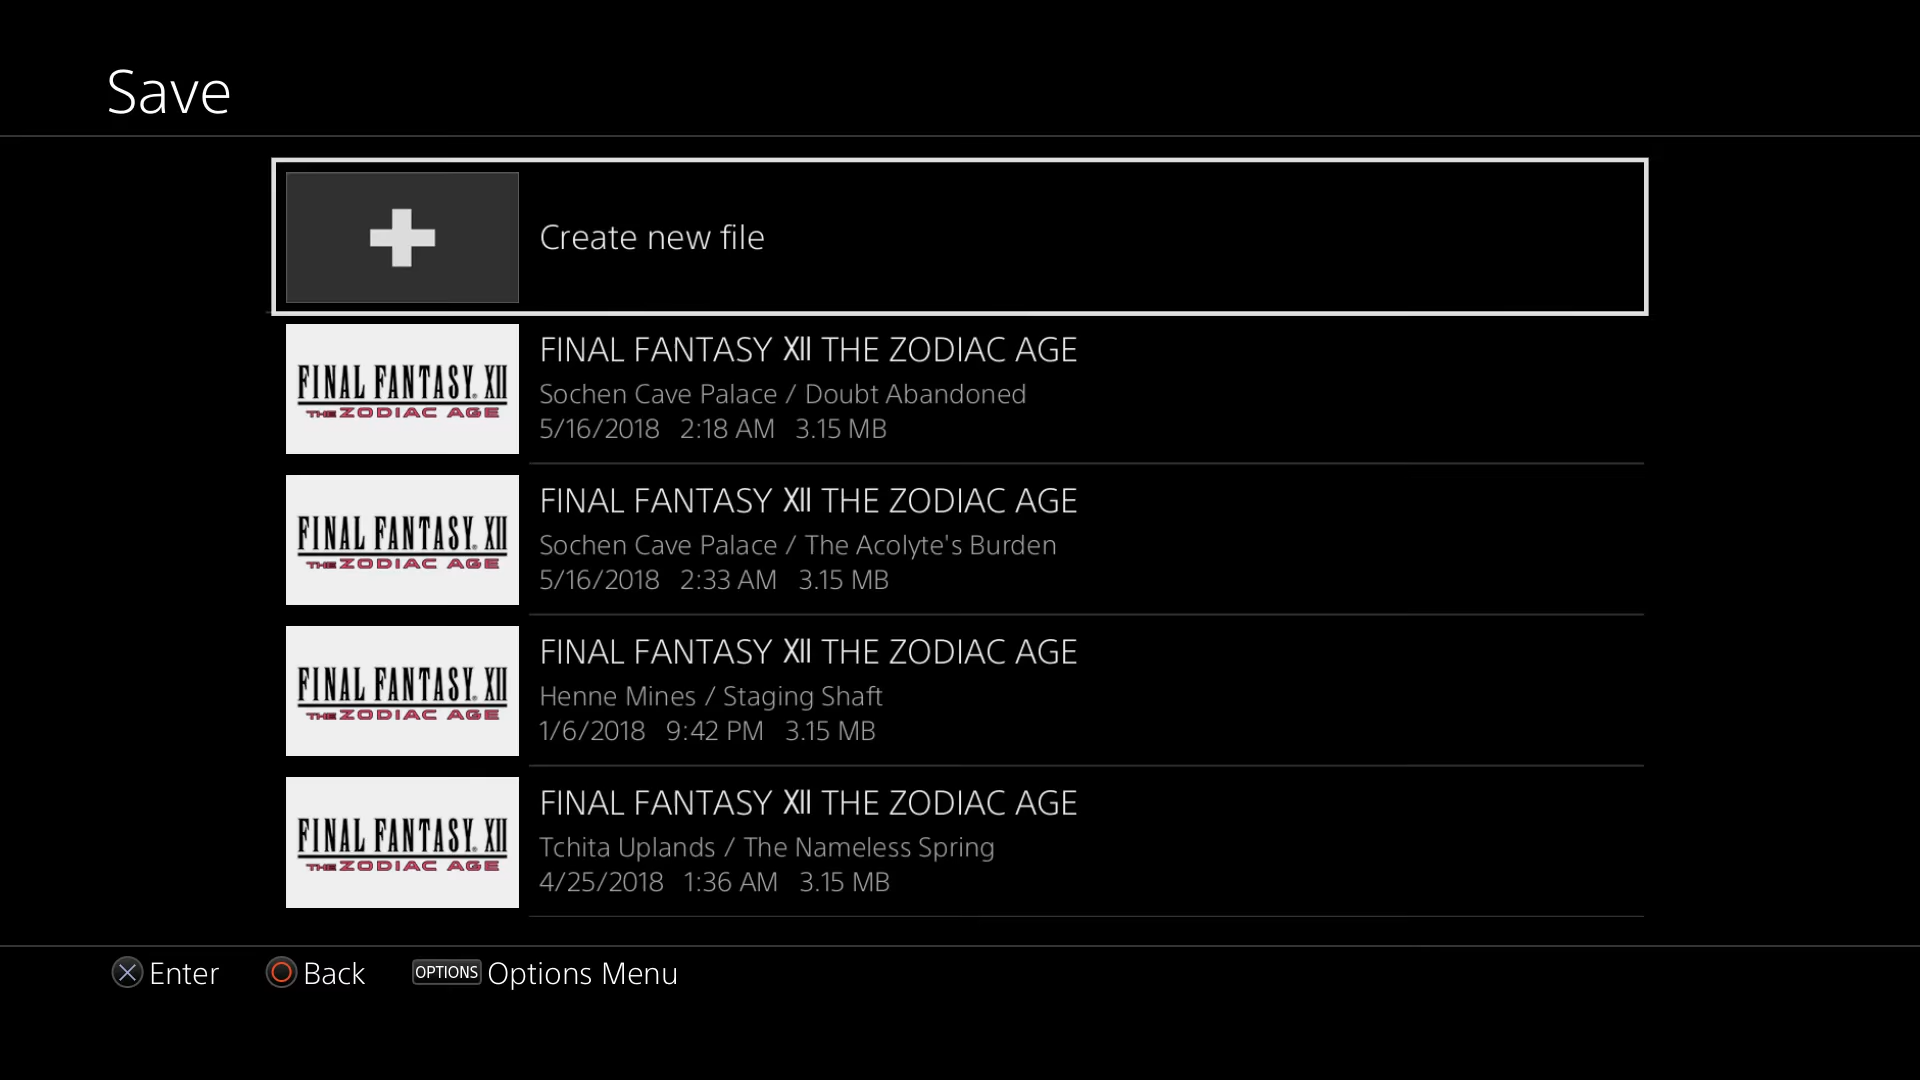 Save
Create new file
FINAL FANTASY XII
THE ZODIAC AGE
FINAL FANTASY XII THE ZODIAC AGE
Sochen Cave Palace / Doubt Abandoned
5/16/2018 2:18 AM 3.15 MB
FINAL FANTASY XII
THE ZODIAC AGE
FINAL FANTASY XII THE ZODIAC AGE
Sochen Cave Palace / The Acolyte's Burden
5/16/2018 2:33 AM 3.15 MB
FINAL FANTASY XII
THE ZODIAC AGE
FINAL FANTASY XII THE ZODIAC AGE
Henne Mines / Staging Shaft
1/6/2018 9:42 PM 3.15 MB
FINAL FANTASY XII
THE ZODIAC AGE
FINAL FANTASY XII THE ZODIAC AGE
Tchita Uplands / The Nameless Spring
4/25/2018 1:36 AM 3.15 MB
Enter Back OPTIONS Options Menu